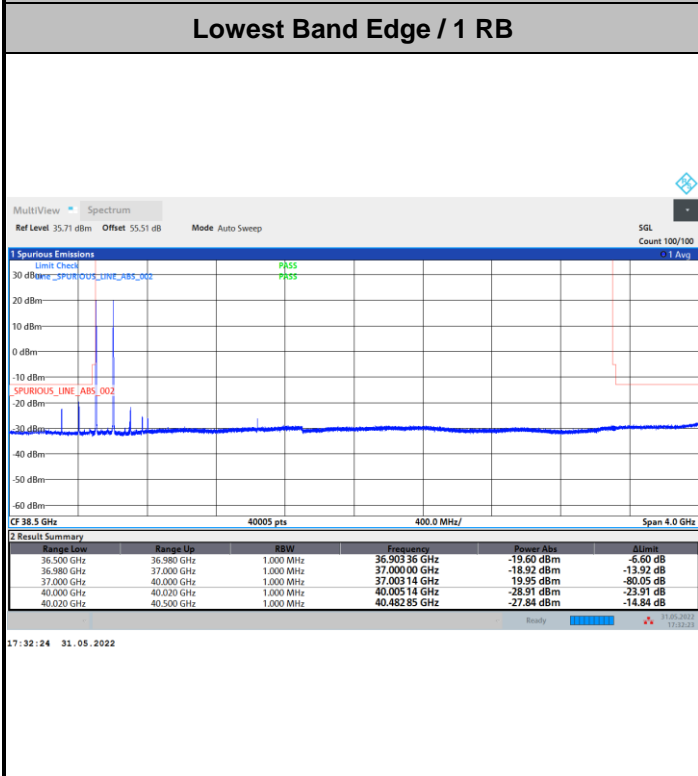 Lowest Band Edge / 1 RB
MultiView Spectrum
Ref Level 35.71 dBm Offset 55.51 dB Mode Auto Sweep SGL
Count 100/100
1 Spurious Emissions 1 Avg
Limit Check PASS
30 dBm Line _SPURIOUS_LINE_ABS_002 PASS
20 dBm
10 dBm
0 dBm
-10 dBm
_SPURIOUS_LINE_ABS_002
-20 dBm
-30 dBm
-40 dBm
-50 dBm
-60 dBm
CF 38.5 GHz 40005 pts 400.0 MHz/ Span 4.0 GHz
2 Result Summary
Range Low Range Up RBW Frequency Power Abs ΔLimit
36.500 GHz 36.980 GHz 1.000 MHz 36.903 36 GHz -19.60 dBm -6.60 dB
36.980 GHz 37.000 GHz 1.000 MHz 37.000 00 GHz -18.92 dBm -13.92 dB
37.000 GHz 40.000 GHz 1.000 MHz 37.003 14 GHz 19.95 dBm -80.05 dB
40.000 GHz 40.020 GHz 1.000 MHz 40.005 14 GHz -28.91 dBm -23.91 dB
40.020 GHz 40.500 GHz 1.000 MHz 40.482 85 GHz -27.84 dBm -14.84 dB
Ready 31.05.2022
17:32:23
17:32:24 31.05.2022